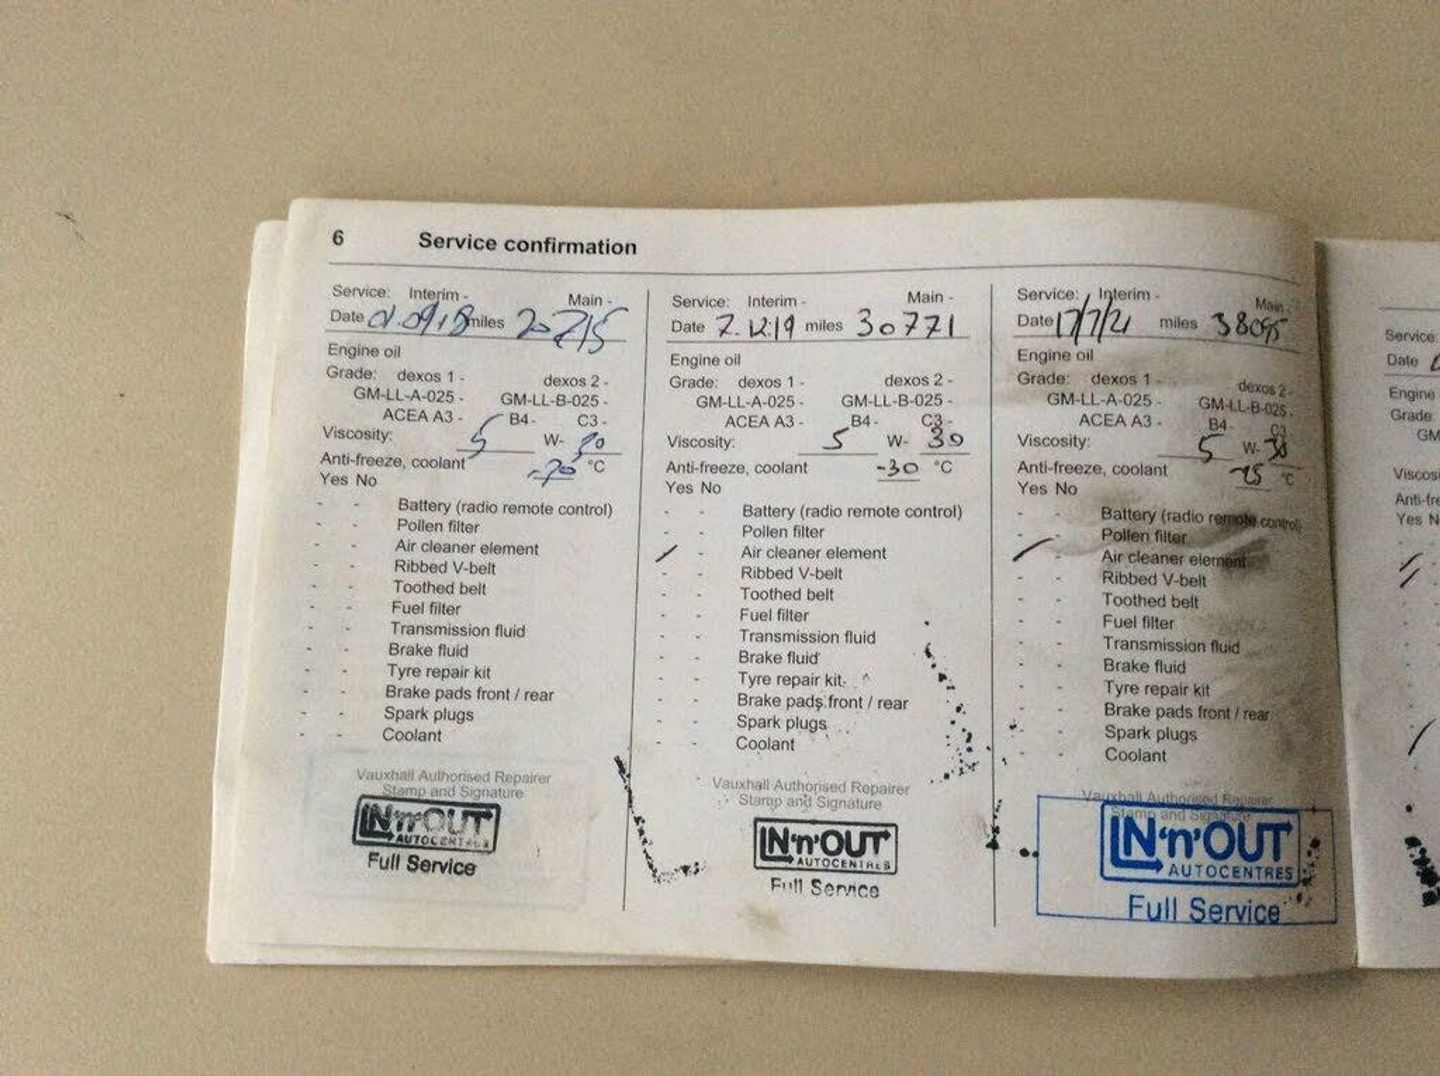 6 Service confirmation
Service: Interim - Main -
Date 01.09.18 miles 20715
Engine oil
Grade: dexos 1 - dexos 2 -
GM-LL-A-025 - GM-LL-B-025 -
ACEA A3 - B4- C3 -
Viscosity: 5 W-
Anti-freeze, coolant °C
Yes No
- - Battery (radio remote control)
- - Pollen filter
- - Air cleaner element
- - Ribbed V-belt
- - Toothed belt
- - Fuel filter
- - Transmission fluid
- - Brake fluid
- - Tyre repair kit
- - Brake pads front / rear
- - Spark plugs
- - Coolant
Vauxhall Authorised Repairer
Stamp and Signature
IN'n'OUT
AUTOCENTRES
Full Service
Service: Interim - Main -
Date 7.12.19 miles 30771
Engine oil
Grade: dexos 1 - dexos 2 -
GM-LL-A-025 - GM-LL-B-025 -
ACEA A3 - B4- C3 -
Viscosity: 5 W- 30
Anti-freeze, coolant -30 °C
Yes No
- - Battery (radio remote control)
- - Pollen filter
/ - Air cleaner element
- - Ribbed V-belt
- - Toothed belt
- - Fuel filter
- - Transmission fluid
- - Brake fluid
- - Tyre repair kit
- - Brake pads front / rear
- - Spark plugs
- - Coolant
Vauxhall Authorised Repairer
Stamp and Signature
IN'n'OUT
AUTOCENTRES
Full Service
Service: Interim - Main -
Date 17/7/21 miles 38095
Engine oil
Grade: dexos 1 - dexos 2 -
GM-LL-A-025 - GM-LL-B-025 -
ACEA A3 - B4- C3
Viscosity: 5 W- 30
Anti-freeze, coolant °C
Yes No
- - Battery (radio remote control)
- - Pollen filter
/ - Air cleaner element
- - Ribbed V-belt
- - Toothed belt
- - Fuel filter
- - Transmission fluid
- - Brake fluid
- - Tyre repair kit
- - Brake pads front / rear
- - Spark plugs
- - Coolant
Vauxhall Authorised Repairer
Stamp and Signature
IN'n'OUT
AUTOCENTRES
Full Service
Service:
Date
Engine
Grade:
GM
Yes N